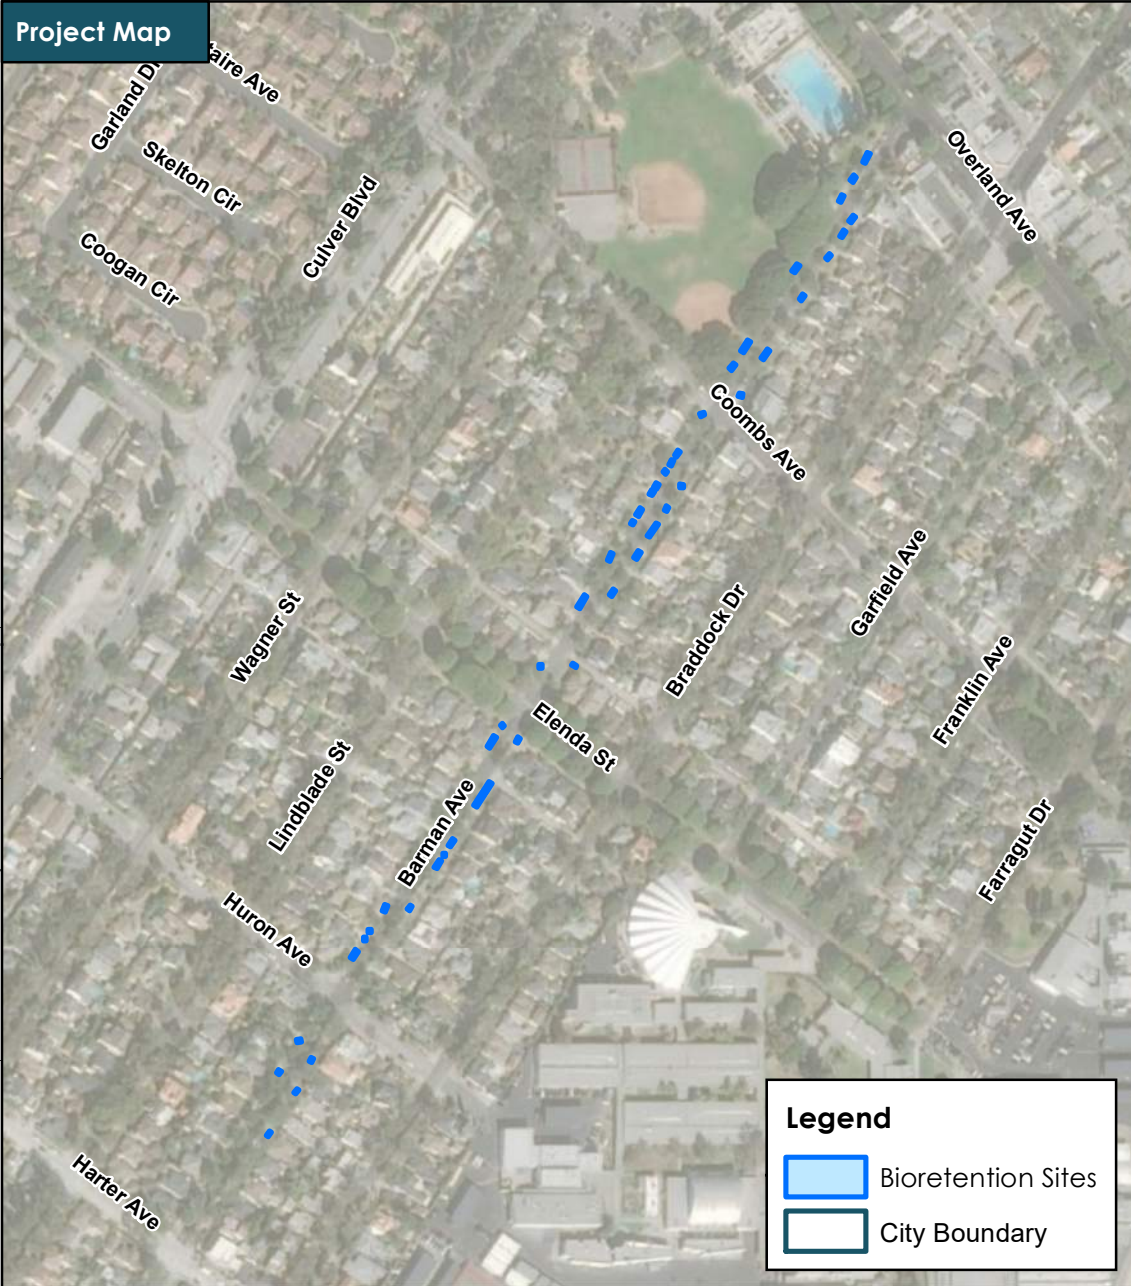 Project Map
taire Ave
Garland Dr
Skelton Cir
Culver Blvd
Coogan Cir
Overland Ave
Coombs Ave
Garfield Ave
Braddock Dr
Wagner St
Franklin Ave
Elenda St
Lindblade St
Barman Ave
Farragut Dr
Huron Ave
Harter Ave
Legend
Bioretention Sites
City Boundary